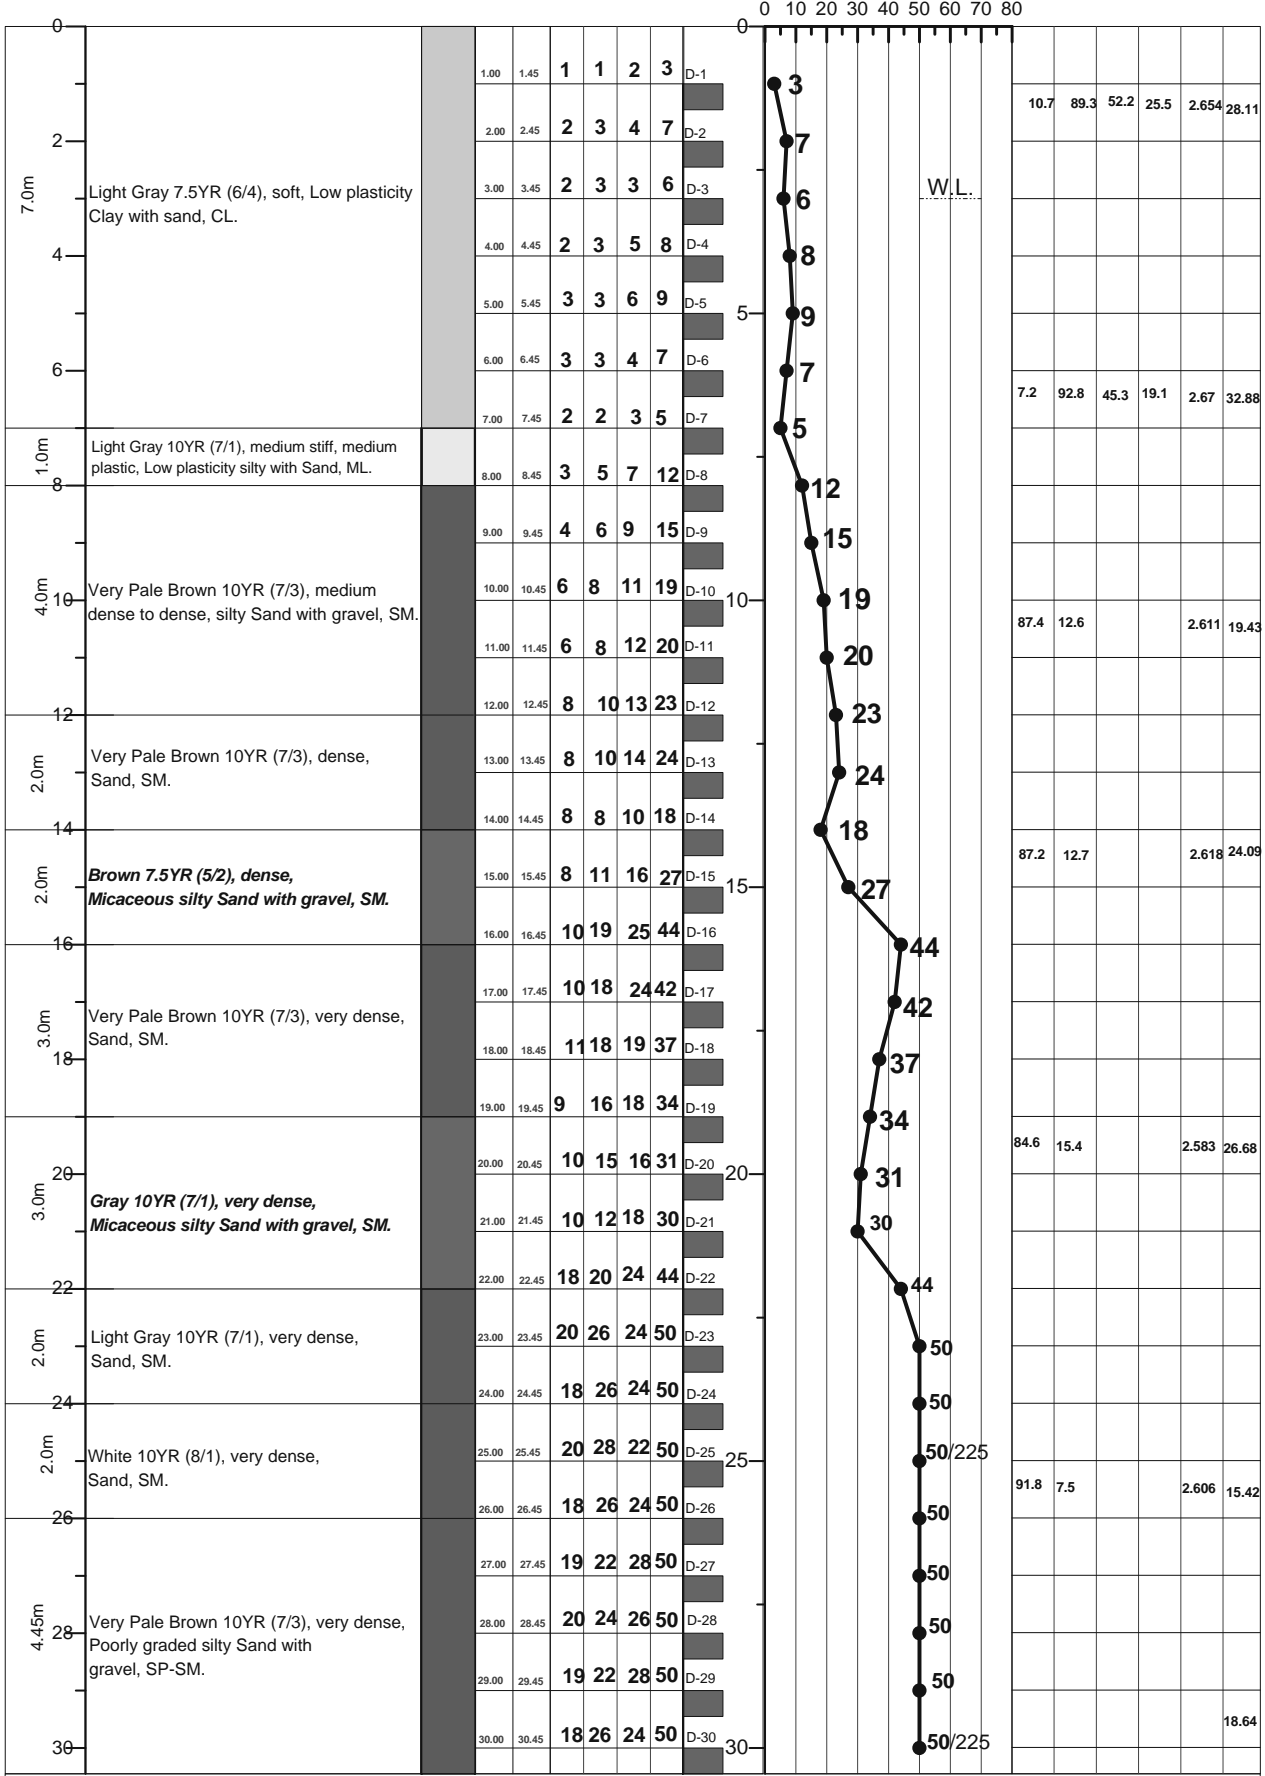 0 10 20 30 40 50 60 70 80
0 0
1.00 1.45 1 1 2 3 D-1
3
10.7 89.3 52.2 25.5 2.654 28.11
2.00 2.45 2 3 4 7 D-2
2
7
7.0m
Light Gray 7.5YR (6/4), soft, Low plasticity
Clay with sand, CL.
3.00 3.45 2 3 3 6 D-3
6
W.L.
4.00 4.45 2 3 5 8 D-4
4
8
5.00 5.45 3 3 6 9 D-5
5
9
6.00 6.45 3 3 4 7 D-6
6
7
7.2 92.8 45.3 19.1 2.67 32.88
7.00 7.45 2 2 3 5 D-7
5
1.0m
Light Gray 10YR (7/1), medium stiff, medium
plastic, Low plasticity silty with Sand, ML.
8.00 8.45 3 5 7 12 D-8
8
12
9.00 9.45 4 6 9 15 D-9
15
4.0m
Very Pale Brown 10YR (7/3), medium
dense to dense, silty Sand with gravel, SM.
10.00 10.45 6 8 11 19 D-10
10 10
19
87.4 12.6 2.611 19.43
11.00 11.45 6 8 12 20 D-11
20
12.00 12.45 8 10 13 23 D-12
12
23
2.0m
Very Pale Brown 10YR (7/3), dense,
Sand, SM.
13.00 13.45 8 10 14 24 D-13
24
14.00 14.45 8 8 10 18 D-14
14
18
87.2 12.7 2.618 24.09
2.0m
Brown 7.5YR (5/2), dense,
Micaceous silty Sand with gravel, SM.
15.00 15.45 8 11 16 27 D-15
15
27
16.00 16.45 10 19 25 44 D-16
16
44
17.00 17.45 10 18 24 42 D-17
42
3.0m
Very Pale Brown 10YR (7/3), very dense,
Sand, SM.
18.00 18.45 11 18 19 37 D-18
18
37
19.00 19.45 9 16 18 34 D-19
34
84.6 15.4 2.583 26.68
20.00 20.45 10 15 16 31 D-20
20 20
31
3.0m
Gray 10YR (7/1), very dense,
Micaceous silty Sand with gravel, SM.
21.00 21.45 10 12 18 30 D-21
30
22.00 22.45 18 20 24 44 D-22
22
44
2.0m
Light Gray 10YR (7/1), very dense,
Sand, SM.
23.00 23.45 20 26 24 50 D-23
50
24.00 24.45 18 26 24 50 D-24
24
50
2.0m
White 10YR (8/1), very dense,
Sand, SM.
25.00 25.45 20 28 22 50 D-25
25
50/225
91.8 7.5 2.606 15.42
26.00 26.45 18 26 24 50 D-26
26
50
27.00 27.45 19 22 28 50 D-27
50
4.45m
Very Pale Brown 10YR (7/3), very dense,
Poorly graded silty Sand with
gravel, SP-SM.
28.00 28.45 20 24 26 50 D-28
28
50
29.00 29.45 19 22 28 50 D-29
50
18.64
30.00 30.45 18 26 24 50 D-30
30 30
50/225